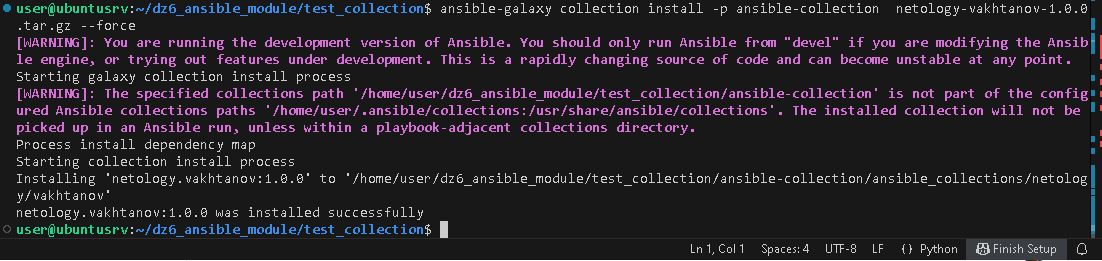 user@ubuntusrv:~/dz6_ansible_module/test_collection$ ansible-galaxy collection install -p ansible-collection  netology-vakhtanov-1.0.0
.tar.gz --force
[WARNING]: You are running the development version of Ansible. You should only run Ansible from "devel" if you are modifying the Ansib
le engine, or trying out features under development. This is a rapidly changing source of code and can become unstable at any point.
Starting galaxy collection install process
[WARNING]: The specified collections path '/home/user/dz6_ansible_module/test_collection/ansible-collection' is not part of the config
ured Ansible collections paths '/home/user/.ansible/collections:/usr/share/ansible/collections'. The installed collection will not be
picked up in an Ansible run, unless within a playbook-adjacent collections directory.
Process install dependency map
Starting collection install process
Installing 'netology.vakhtanov:1.0.0' to '/home/user/dz6_ansible_module/test_collection/ansible-collection/ansible_collections/netolog
y/vakhtanov'
netology.vakhtanov:1.0.0 was installed successfully
user@ubuntusrv:~/dz6_ansible_module/test_collection$
Ln 1, Col 1 Spaces: 4 UTF-8 LF {} Python Finish Setup